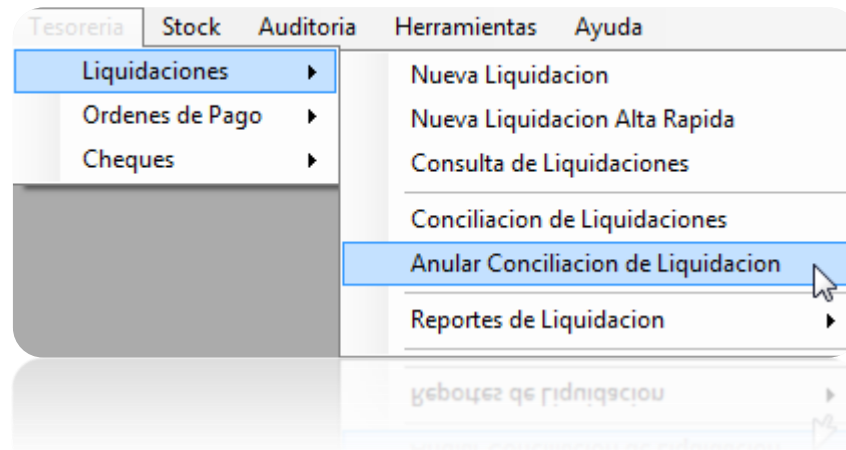 Tesoreria Stock Auditoria Herramientas Ayuda
Liquidaciones
Ordenes de Pago
Cheques
Nueva Liquidacion
Nueva Liquidacion Alta Rapida
Consulta de Liquidaciones
Conciliacion de Liquidaciones
Anular Conciliacion de Liquidacion
Reportes de Liquidacion